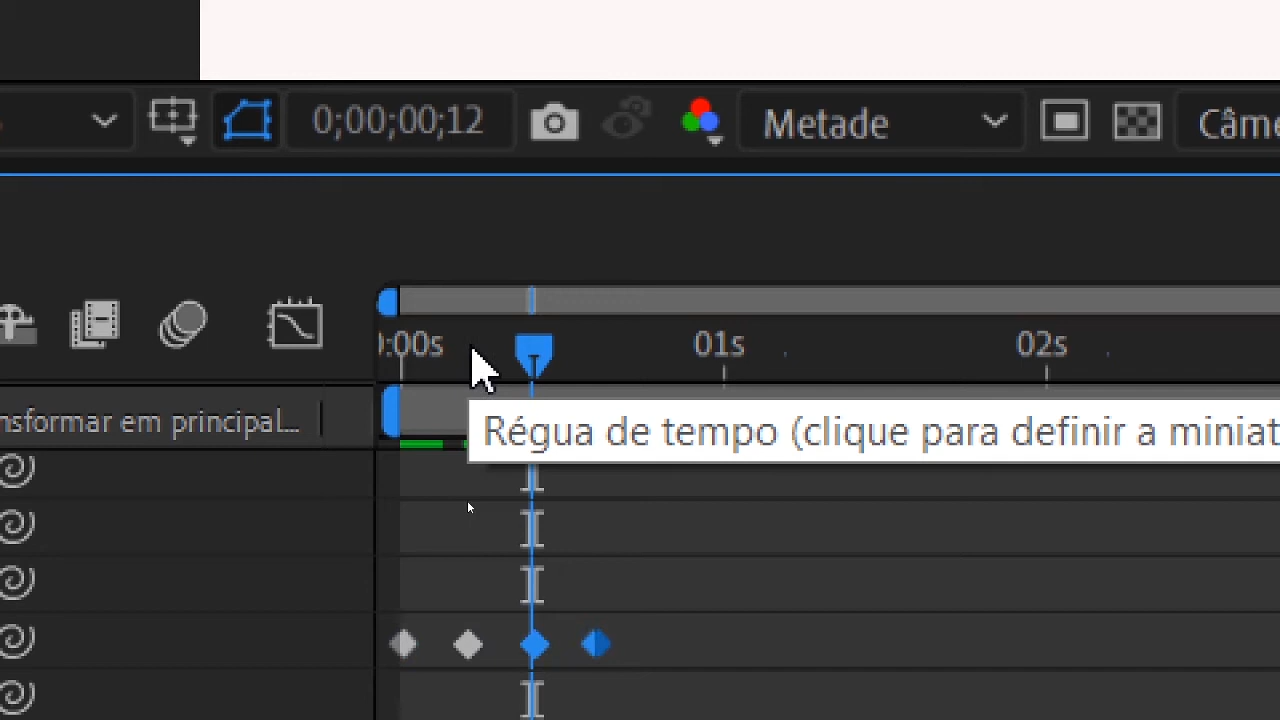 0;00;00;12
Metade
Câme
):00s
01s
02s
nsformar em principal...
Régua de tempo (clique para definir a miniat